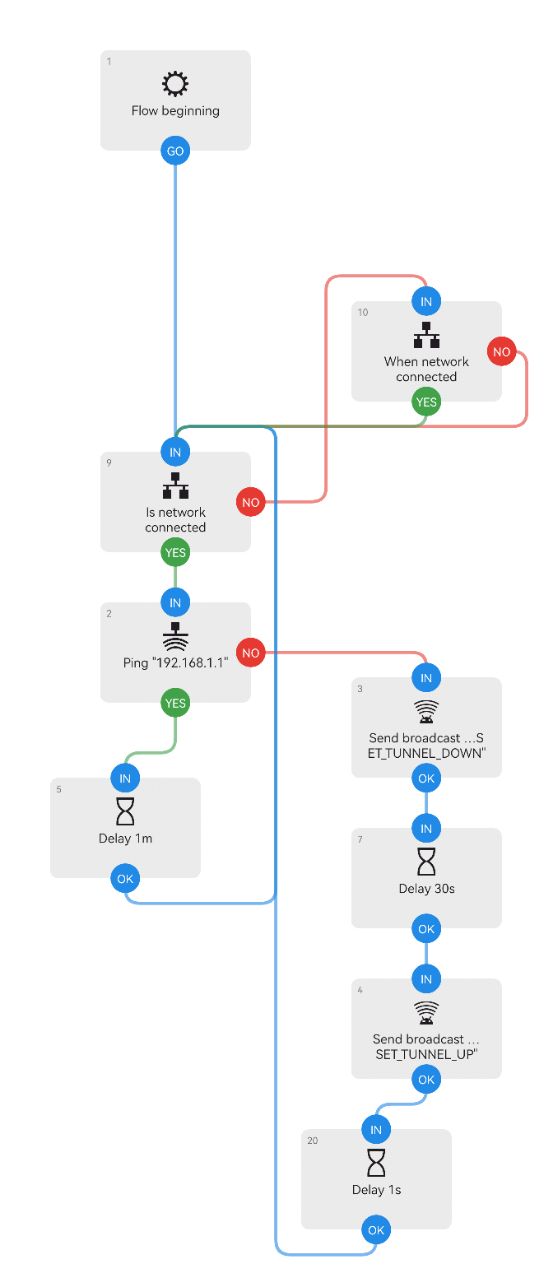 1
Flow beginning
GO
IN
10
When network
connected
NO
YES
IN
9
Is network
connected
NO
YES
IN
2
Ping "192.168.1.1"
NO
YES
IN
3
Send broadcast ...S
ET_TUNNEL_DOWN"
OK
IN
5
Delay 1m
OK
IN
7
Delay 30s
OK
IN
4
Send broadcast ...
SET_TUNNEL_UP"
OK
IN
20
Delay 1s
OK